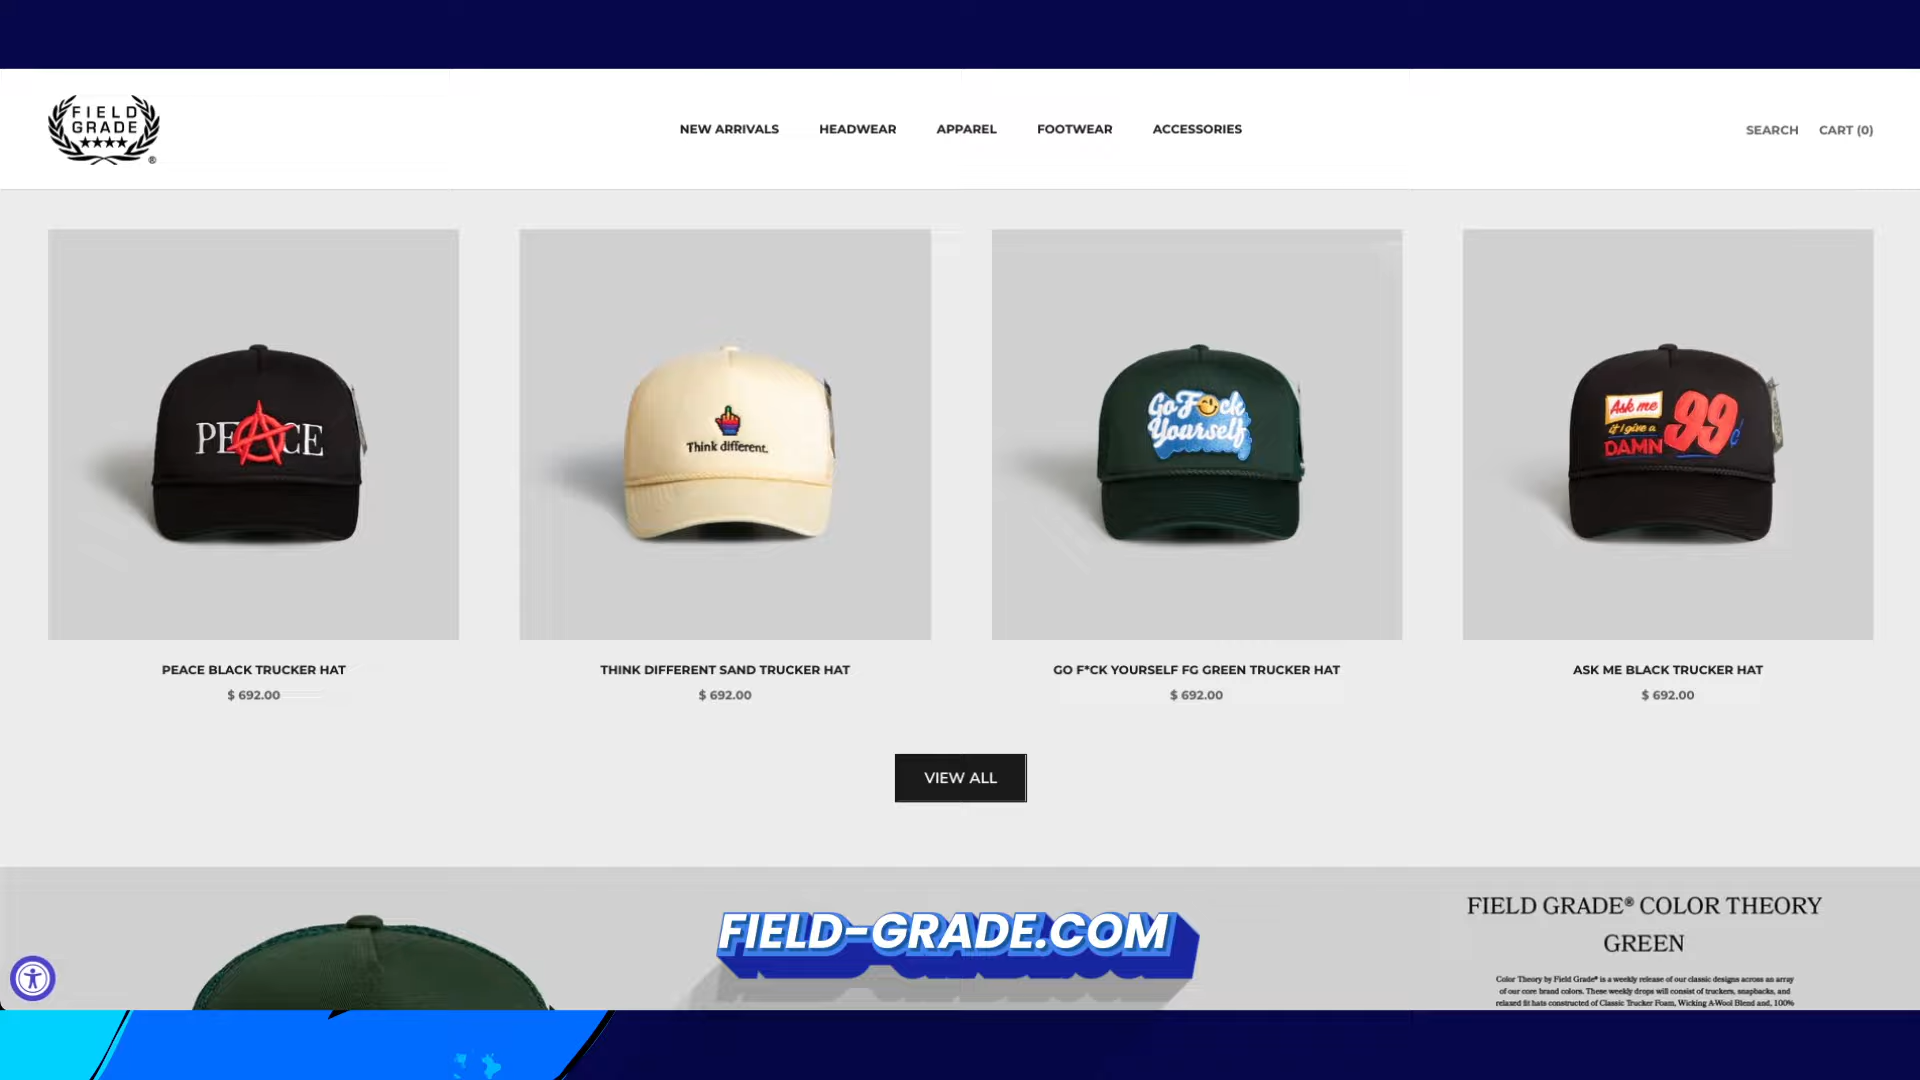 FIELD
GRADE
®
NEW ARRIVALS
HEADWEAR
APPAREL
FOOTWEAR
ACCESSORIES
SEARCH
CART (0)
PEACE
Think different.
Go F ck
Yourself
Ask me
if i give a
DAMN
99¢
PEACE BLACK TRUCKER HAT
$ 692.00
THINK DIFFERENT SAND TRUCKER HAT
$ 692.00
GO F*CK YOURSELF FG GREEN TRUCKER HAT
$ 692.00
ASK ME BLACK TRUCKER HAT
$ 692.00
VIEW ALL
FIELD-GRADE.COM
FIELD GRADE® COLOR THEORY
GREEN
Color Theory by Field Grade® is a weekly release of our classic designs across an array
of our core brand colors. These weekly drops will consist of truckers, snapbacks, and
relaxed fit hats constructed of Classic Trucker Foam, Wicking A-Wool Blend and, 100%